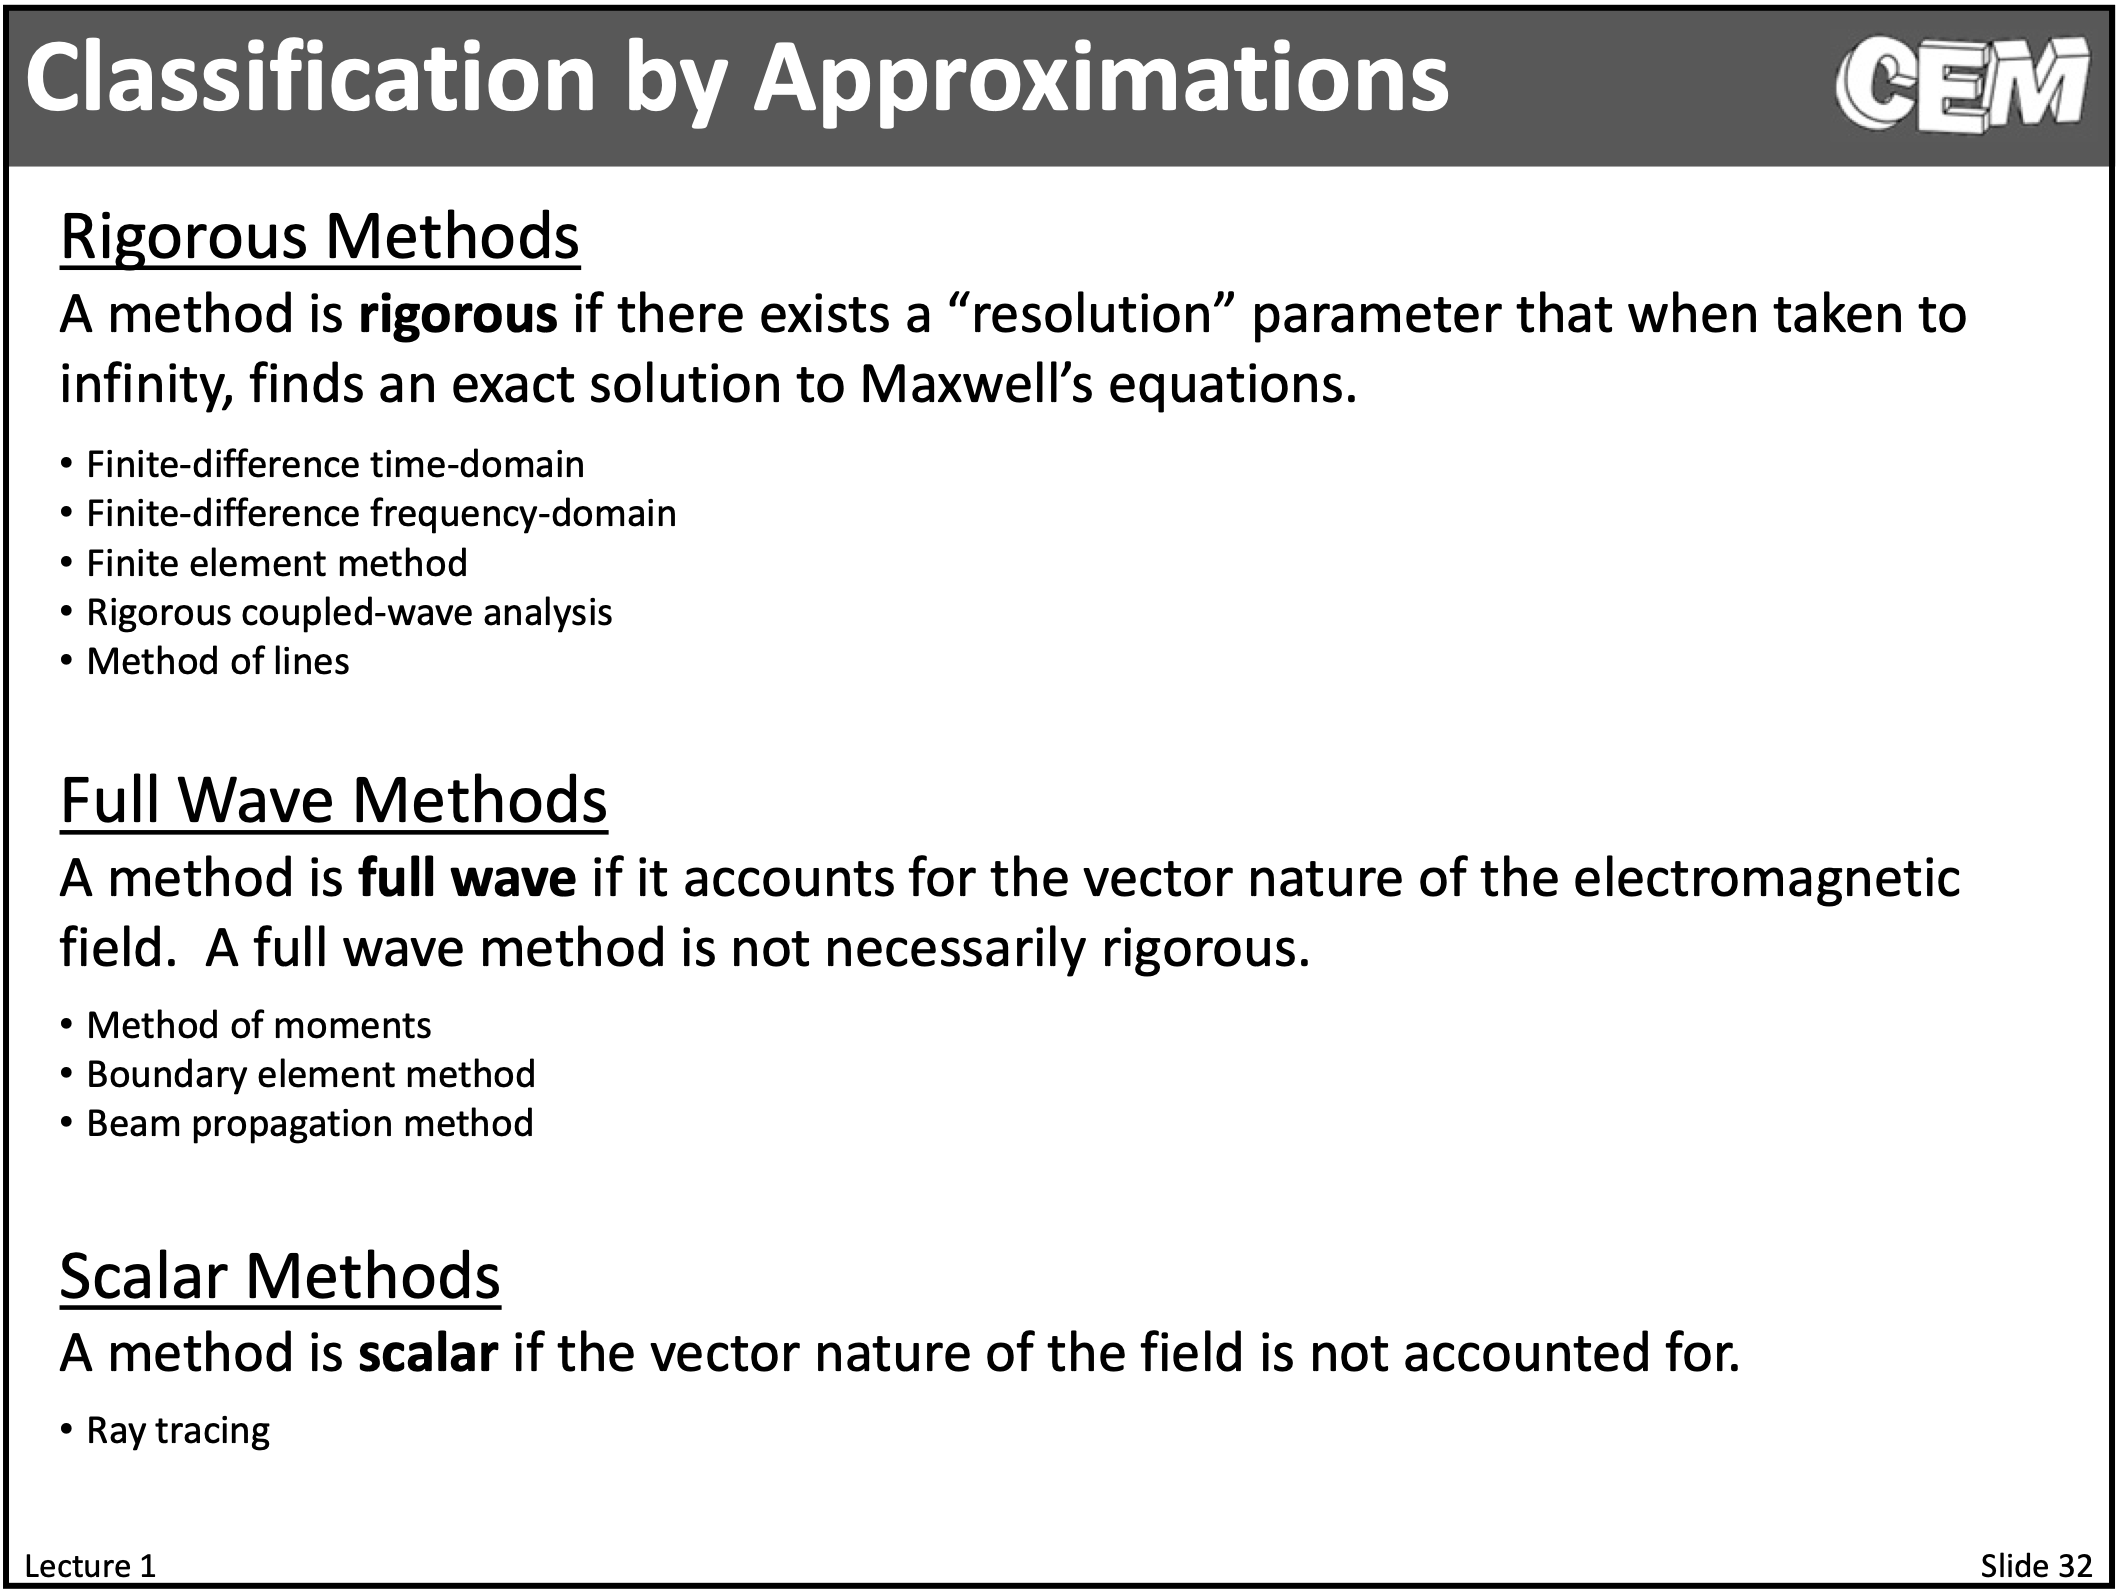 Classification by Approximations
CEM
Rigorous Methods
A method is rigorous if there exists a “resolution” parameter that when taken to
infinity, finds an exact solution to Maxwell’s equations.
• Finite-difference time-domain
• Finite-difference frequency-domain
• Finite element method
• Rigorous coupled-wave analysis
• Method of lines
Full Wave Methods
A method is full wave if it accounts for the vector nature of the electromagnetic
field.  A full wave method is not necessarily rigorous.
• Method of moments
• Boundary element method
• Beam propagation method
Scalar Methods
A method is scalar if the vector nature of the field is not accounted for.
• Ray tracing
Lecture 1
Slide 32